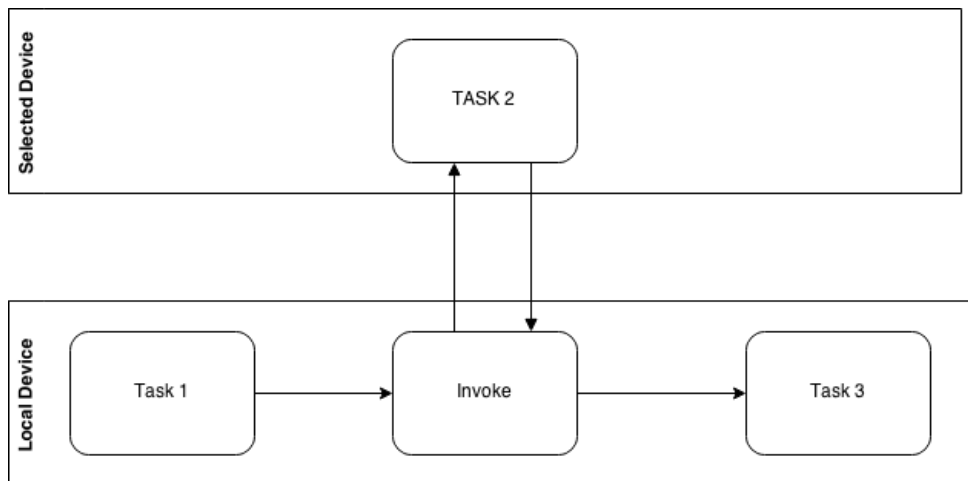 Selected Device
TASK 2
Local Device
Task 1
Invoke
Task 3